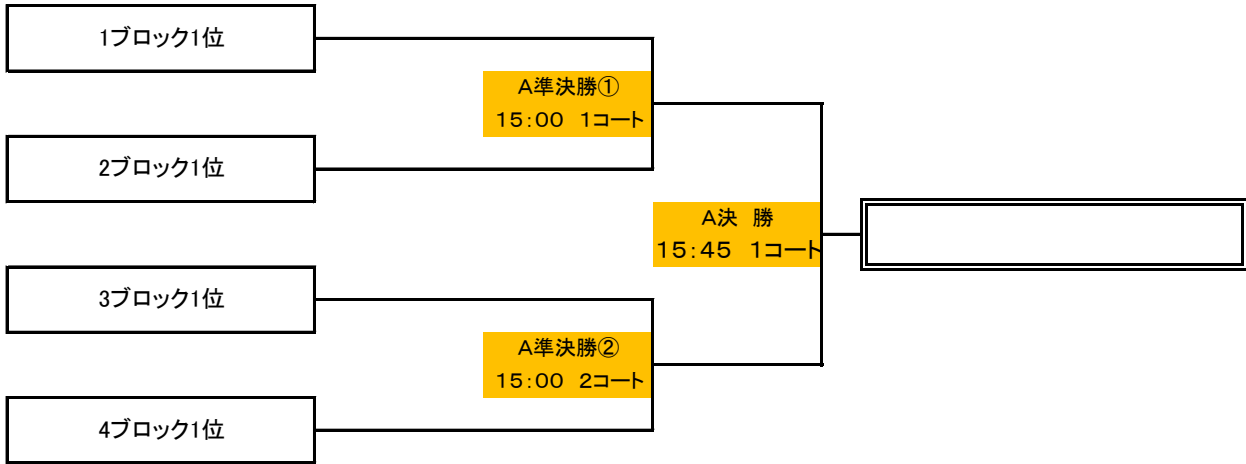 1ブロック1位
A準決勝①
15:00 1コート
2ブロック1位
A決 勝
15:45 1コート
3ブロック1位
A準決勝②
15:00 2コート
4ブロック1位